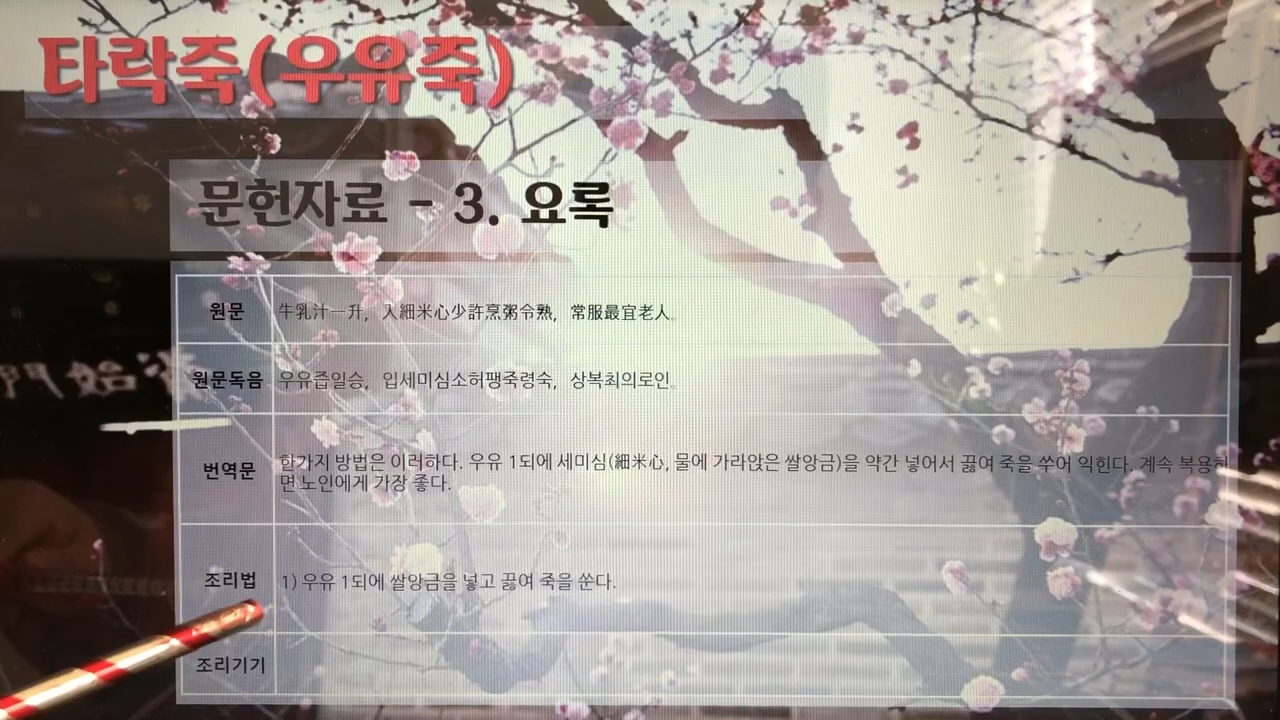 타락죽(우유죽)
문헌자료 - 3. 요록
원문 牛乳汁一升, 入細米心少許烹粥令熟, 常服最宜老人。
원문독음 우유즙일승, 입세미심소허팽죽령숙, 상복최의로인。
번역문 한가지 방법은 이러하다. 우유 1되에 세미심(細米心, 물에 가라앉은 쌀앙금)을 약간 넣어서 끓여 죽을 쑤어 익힌다. 계속 복용하
면 노인에게 가장 좋다.
조리법 1) 우유 1되에 쌀앙금을 넣고 끓여 죽을 쑨다.
조리기기
門始